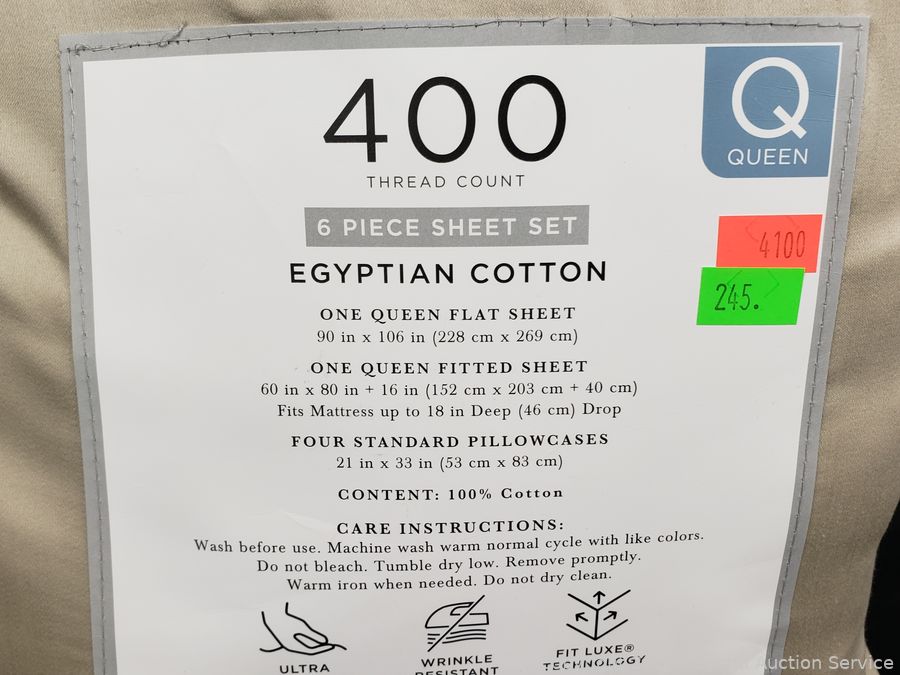 400
THREAD COUNT
6 PIECE SHEET SET
EGYPTIAN COTTON
Q
QUEEN
4100
245.
ONE QUEEN FLAT SHEET
90 in x 106 in (228 cm x 269 cm)
ONE QUEEN FITTED SHEET
60 in x 80 in + 16 in (152 cm x 203 cm + 40 cm)
Fits Mattress up to 18 in Deep (46 cm) Drop
FOUR STANDARD PILLOWCASES
21 in x 33 in (53 cm x 83 cm)
CONTENT: 100% Cotton
CARE INSTRUCTIONS:
Wash before use. Machine wash warm normal cycle with like colors.
Do not bleach. Tumble dry low. Remove promptly.
Warm iron when needed. Do not dry clean.
ULTRA
WRINKLE
RESISTANT
FIT LUXE®
TECHNOLOGY
Auction Service